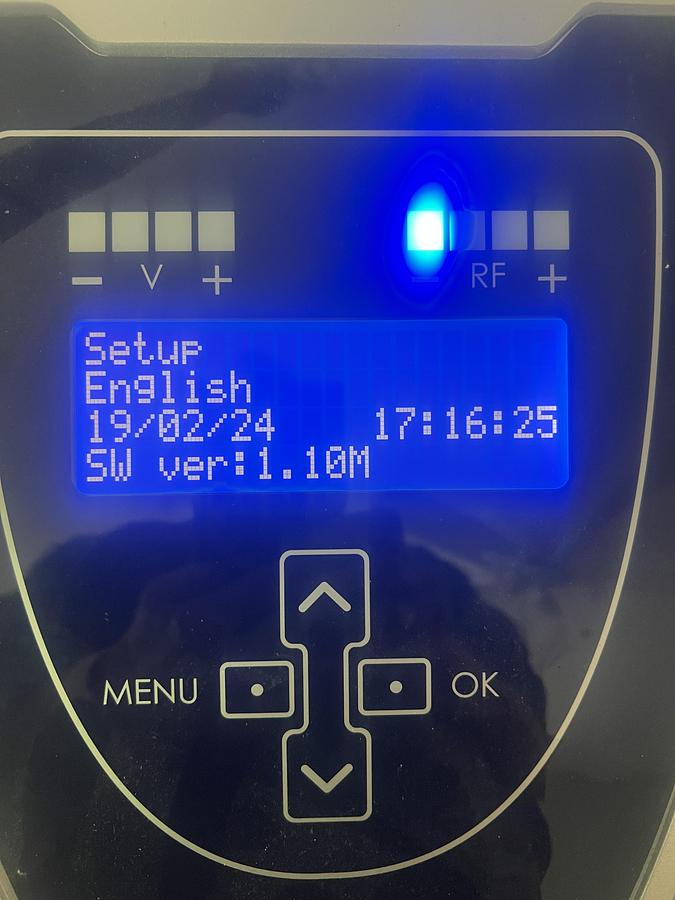 − V + − RF +
Setup
English
19/02/24 17:16:25
SW ver:1.10M
MENU OK